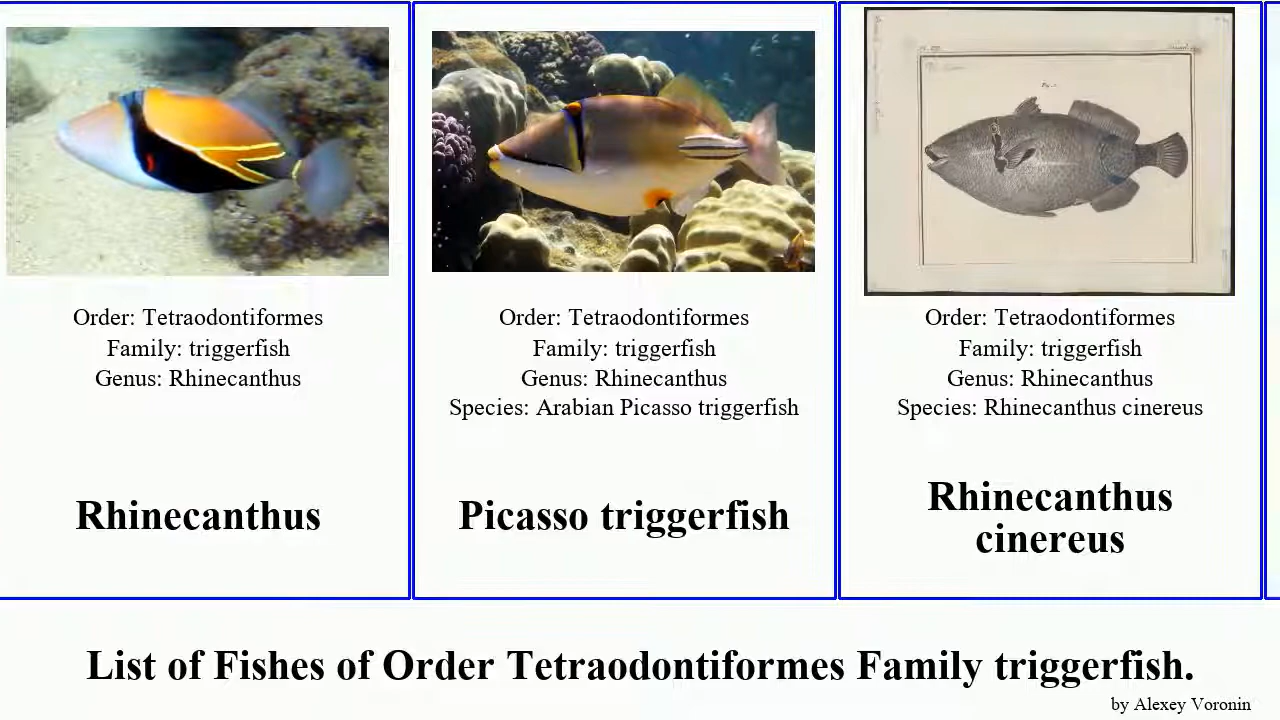 Order: Tetraodontiformes
Family: triggerfish
Genus: Rhinecanthus
Rhinecanthus
Order: Tetraodontiformes
Family: triggerfish
Genus: Rhinecanthus
Species: Arabian Picasso triggerfish
Picasso triggerfish
Order: Tetraodontiformes
Family: triggerfish
Genus: Rhinecanthus
Species: Rhinecanthus cinereus
Rhinecanthus
cinereus
List of Fishes of Order Tetraodontiformes Family triggerfish.
by Alexey Voronin